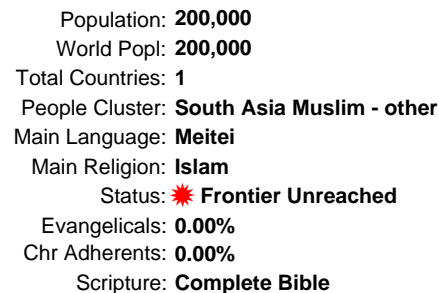 Population: 200,000
World Popl: 200,000
Total Countries: 1
People Cluster: South Asia Muslim - other
Main Language: Meitei
Main Religion: Islam
Status: Frontier Unreached
Evangelicals: 0.00%
Chr Adherents: 0.00%
Scripture: Complete Bible